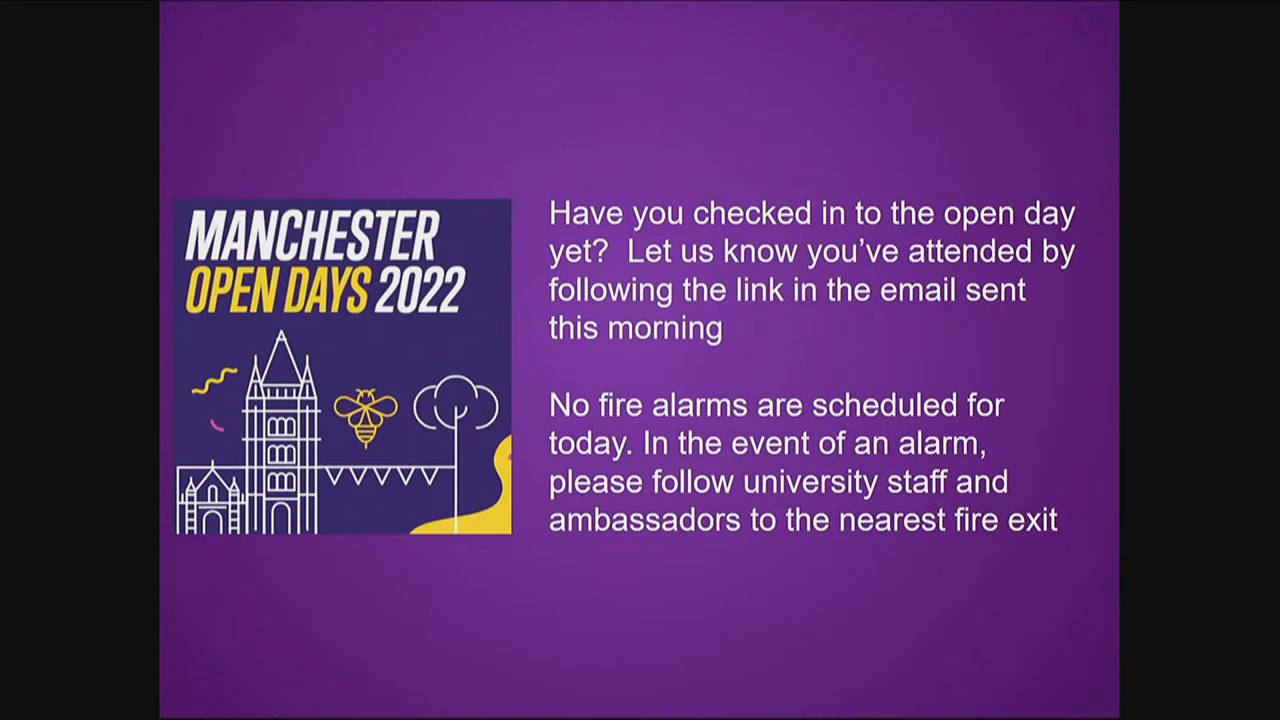 MANCHESTER
OPEN DAYS 2022
Have you checked in to the open day
yet?  Let us know you’ve attended by
following the link in the email sent
this morning
No fire alarms are scheduled for
today. In the event of an alarm,
please follow university staff and
ambassadors to the nearest fire exit